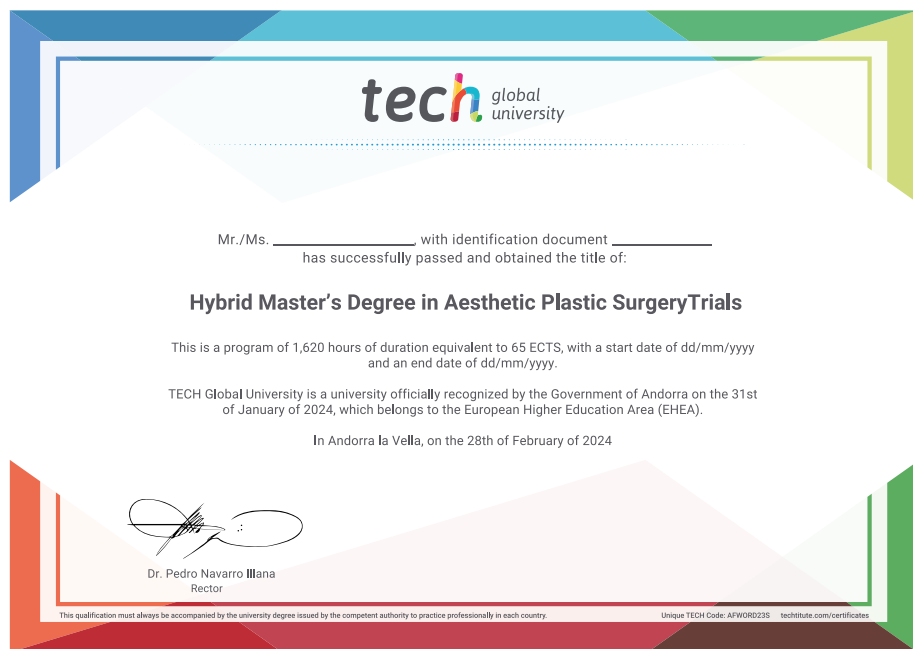 tech global
university
Mr./Ms. ____________, with identification document ____________
has successfully passed and obtained the title of:
Hybrid Master's Degree in Aesthetic Plastic SurgeryTrials
This is a program of 1,620 hours of duration equivalent to 65 ECTS, with a start date of dd/mm/yyyy
and an end date of dd/mm/yyyy.
TECH Global University is a university officially recognized by the Government of Andorra on the 31st
of January of 2024, which belongs to the European Higher Education Area (EHEA).
In Andorra la Vella, on the 28th of February of 2024
Dr. Pedro Navarro Illana
Rector
This qualification must always be accompanied by the university degree issued by the competent authority to practice professionally in each country.
Unique TECH Code: AFWORD23S techtitute.com/certificates